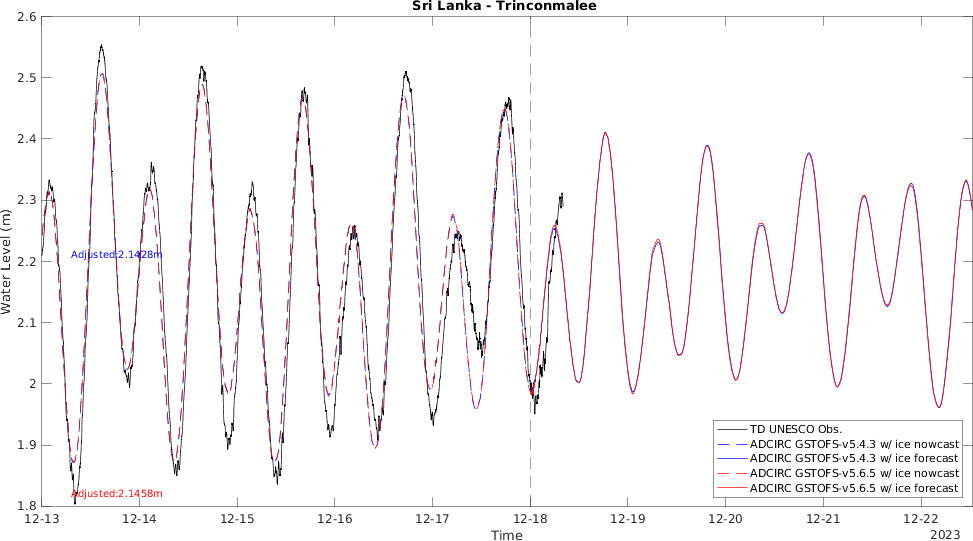 Sri Lanka - Trinconmalee
2.6
2.5
2.4
2.3
2.2
2.1
2
1.9
1.8
Water Level (m)
Adjusted:2.1428m
Adjusted:2.1458m
TD UNESCO Obs.
ADCIRC GSTOFS-v5.4.3 w/ ice nowcast
ADCIRC GSTOFS-v5.4.3 w/ ice forecast
ADCIRC GSTOFS-v5.6.5 w/ ice nowcast
ADCIRC GSTOFS-v5.6.5 w/ ice forecast
12-13 12-14 12-15 12-16 12-17 12-18 12-19 12-20 12-21 12-22
Time
2023